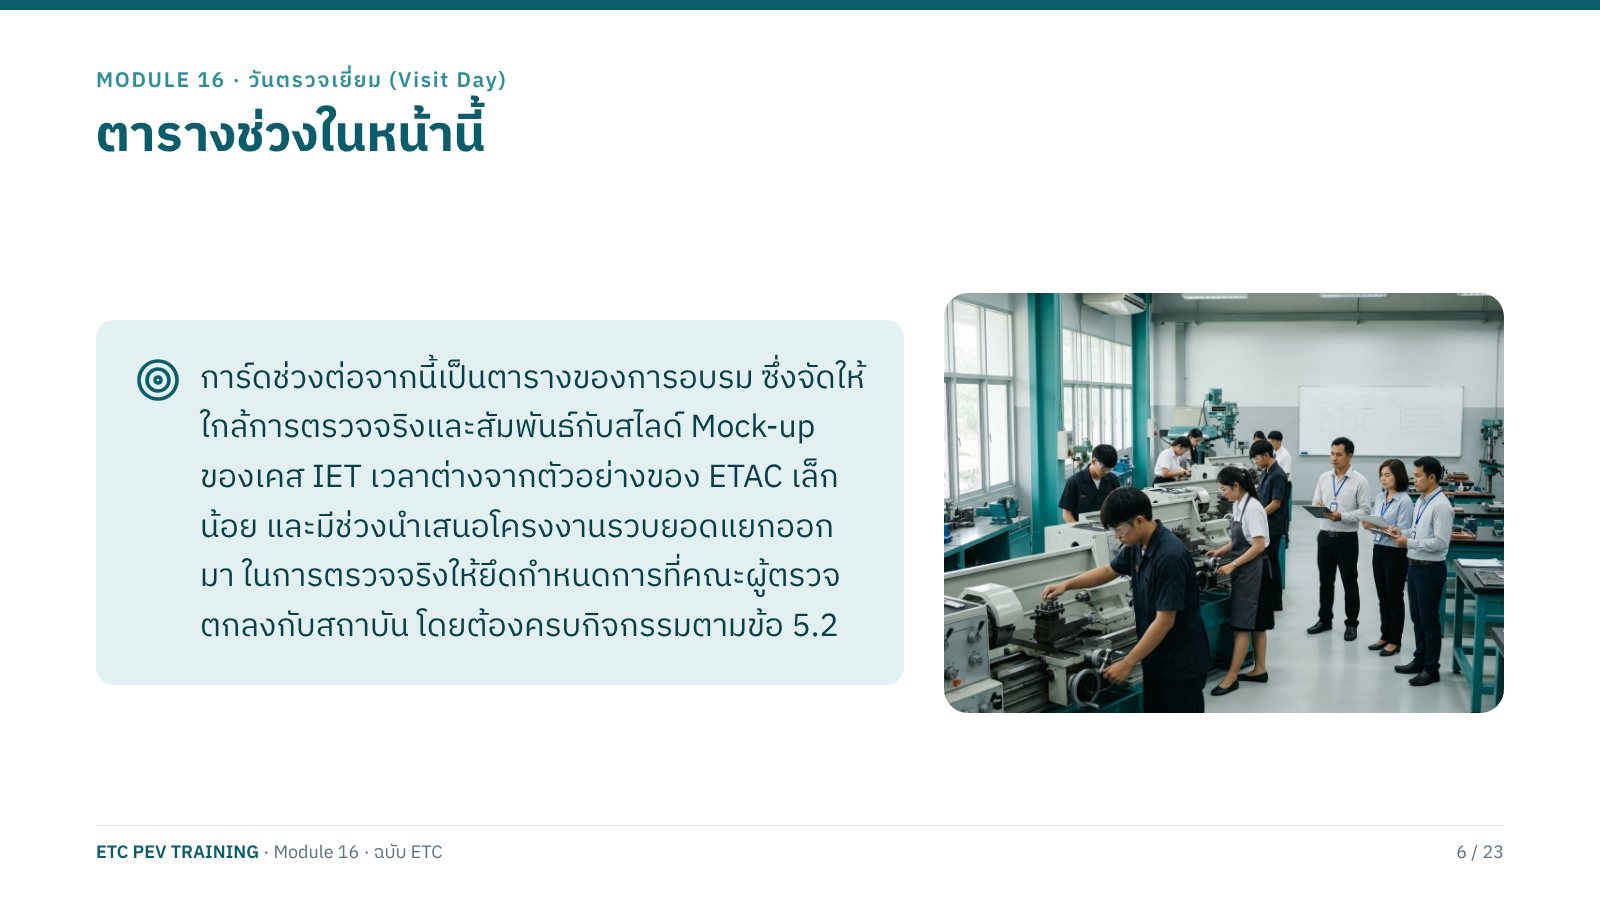 MODULE 16 · วันตรวจเยี่ยม (Visit Day)
ตารางช่วงในหน้านี้
การ์ดช่วงต่อจากนี้เป็นตารางของการอบรม ซึ่งจัดให้
ใกล้การตรวจจริงและสัมพันธ์กับสไลด์ Mock-up
ของเคส IET เวลาต่างจากตัวอย่างของ ETAC เล็ก
น้อย และมีช่วงนำเสนอโครงงานรวบยอดแยกออก
มา ในการตรวจจริงให้ยึดกำหนดการที่คณะผู้ตรวจ
ตกลงกับสถาบัน โดยต้องครบกิจกรรมตามข้อ 5.2
ETC PEV TRAINING · Module 16 · ฉบับ ETC
6 / 23